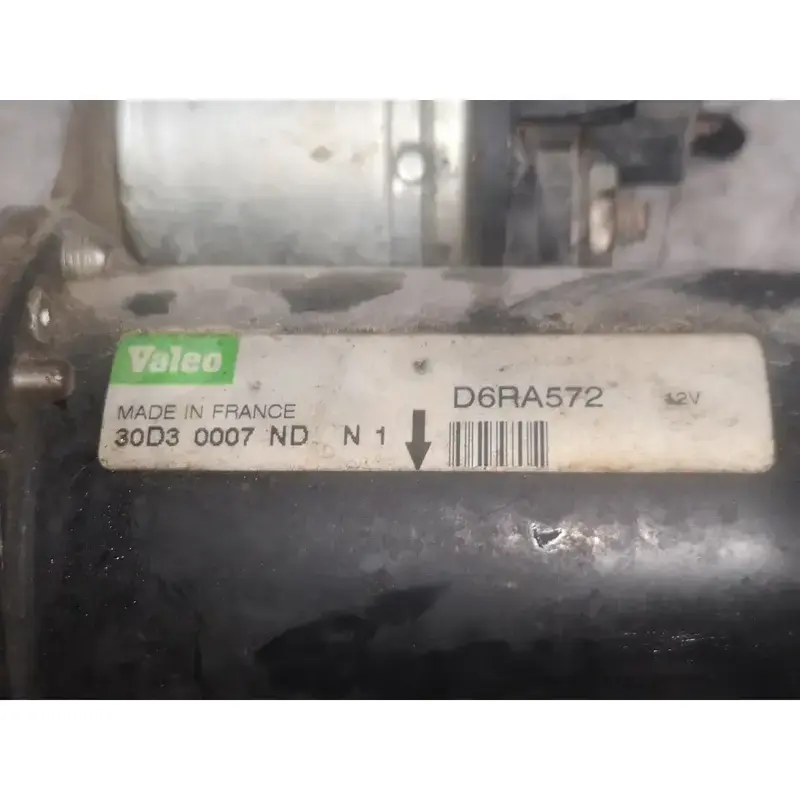 Valeo
MADE IN FRANCE
30D3 0007 ND N 1
D6RA572
12V